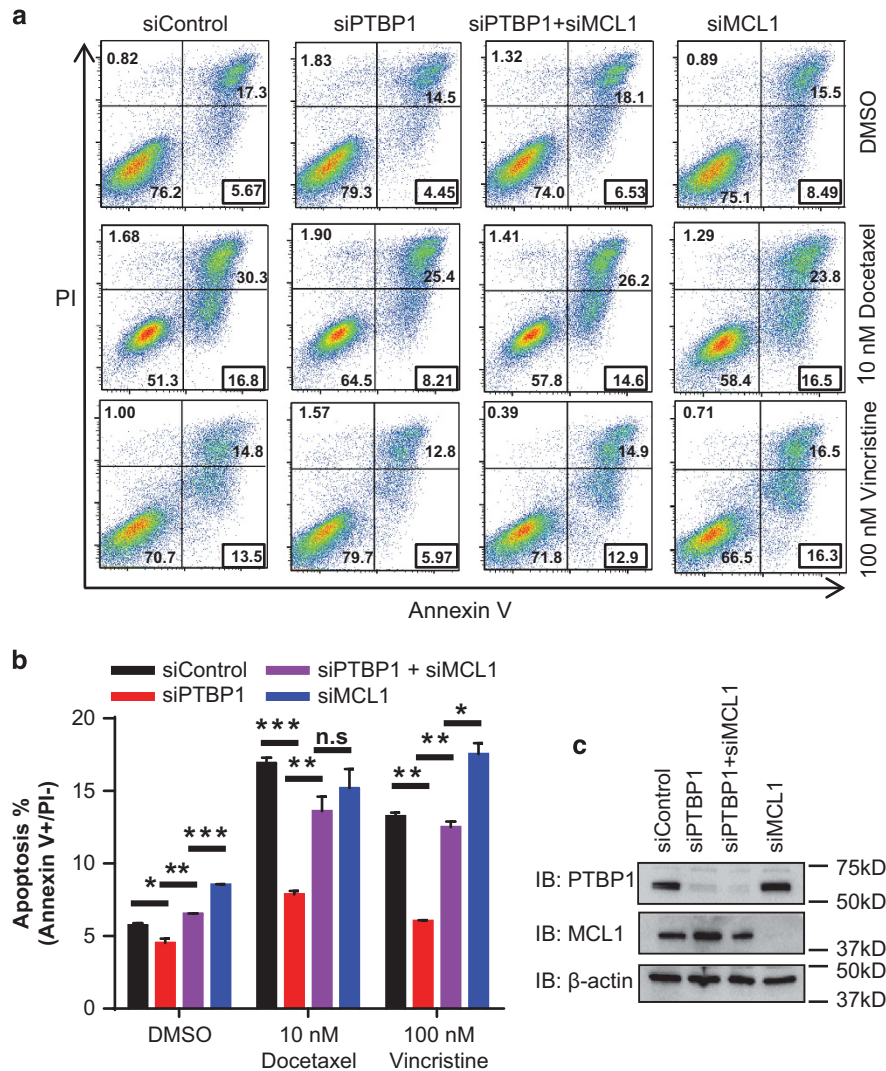 a
siControl siPTBP1 siPTBP1+siMCL1 siMCL1
0.82 17.3 76.2 5.67
1.83 14.5 79.3 4.45
1.32 18.1 74.0 6.53
0.89 15.5 75.1 8.49
DMSO
1.68 30.3 51.3 16.8
1.90 25.4 64.5 8.21
1.41 26.2 57.8 14.6
1.29 23.8 58.4 16.5
10 nM Docetaxel
1.00 14.8 70.7 13.5
1.57 12.8 79.7 5.97
0.39 14.9 71.8 12.9
0.71 16.5 66.5 16.3
100 nM Vincristine
PI
Annexin V
b
siControl siPTBP1 + siMCL1
siPTBP1 siMCL1
Apoptosis %
(Annexin V+/PI-)
20
15
10
5
0
* ** ***
*** ** n.s
** ** *
DMSO
10 nM
Docetaxel
100 nM
Vincristine
c
siControl
siPTBP1
siPTBP1+siMCL1
siMCL1
IB: PTBP1
75kD
50kD
IB: MCL1
37kD
IB: β-actin
50kD
37kD